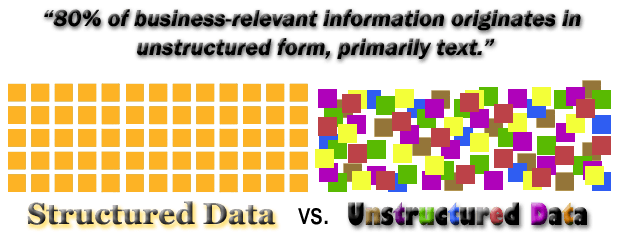 “80% of business-relevant information originates in
unstructured form, primarily text.”
Structured Data vs. Unstructured Data